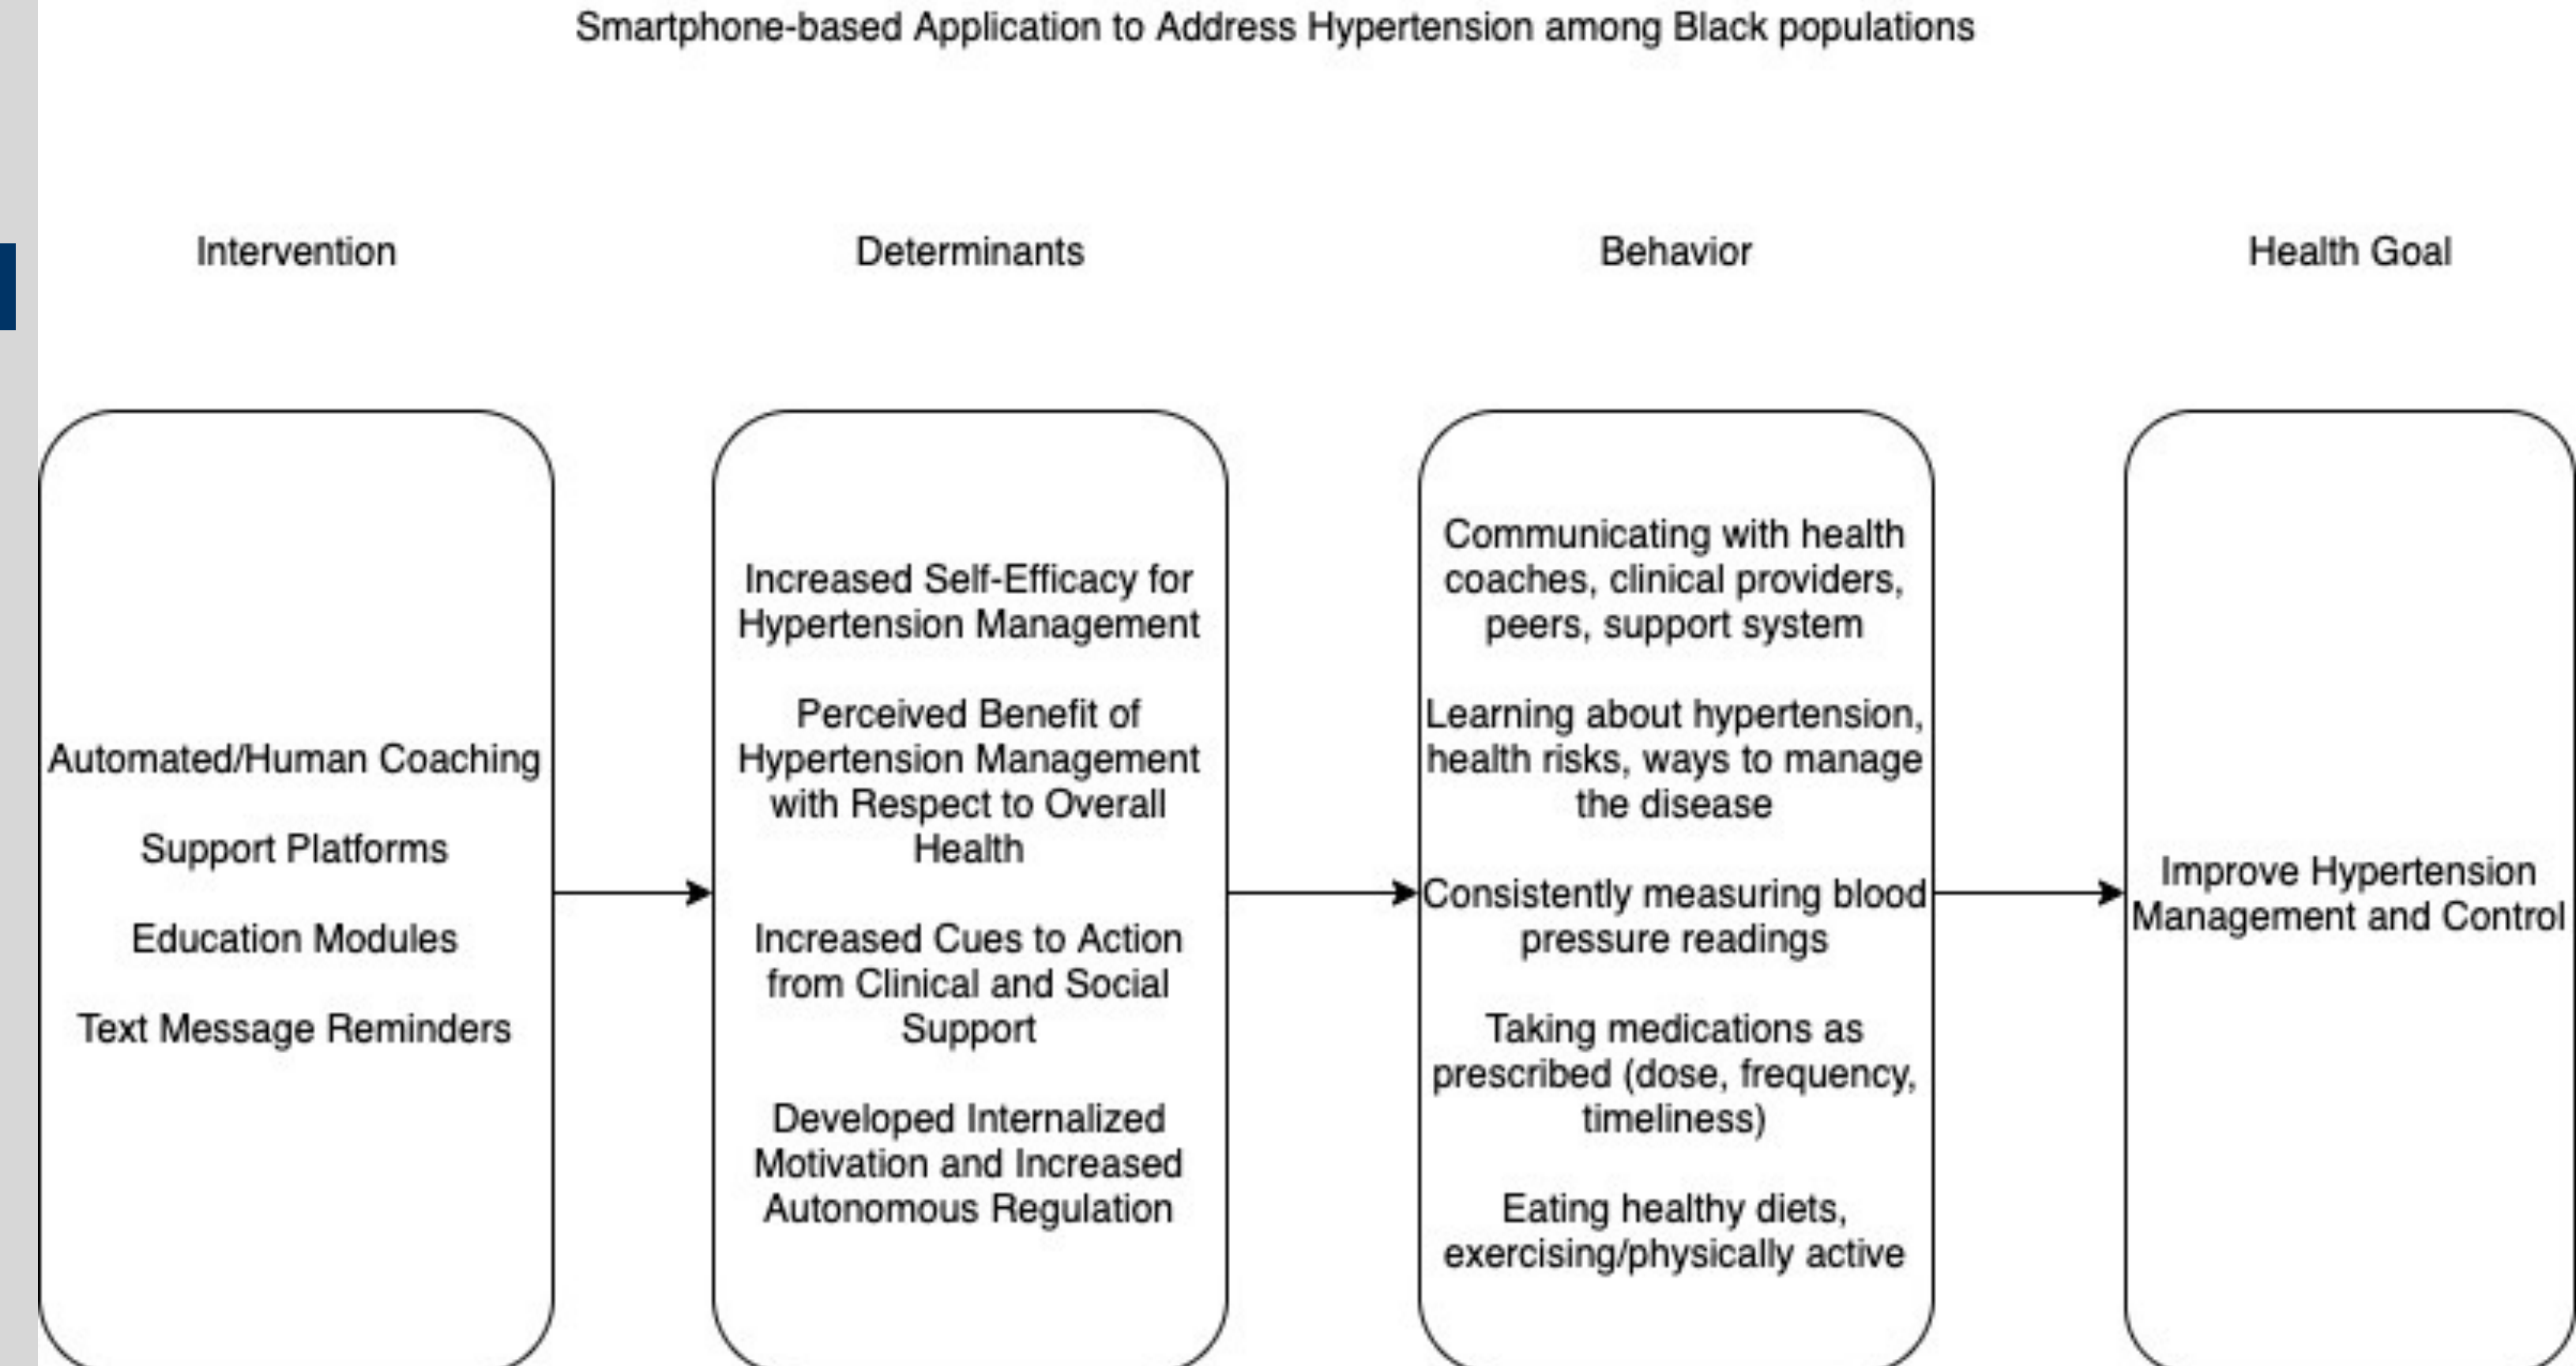 Smartphone-based Application to Address Hypertension among Black populations
Intervention
Determinants
Behavior
Health Goal
Automated/Human Coaching
Support Platforms
Education Modules
Text Message Reminders
Increased Self-Efficacy for
Hypertension Management
Perceived Benefit of
Hypertension Management
with Respect to Overall
Health
Increased Cues to Action
from Clinical and Social
Support
Developed Internalized
Motivation and Increased
Autonomous Regulation
Communicating with health
coaches, clinical providers,
peers, support system
Learning about hypertension,
health risks, ways to manage
the disease
Consistently measuring blood
pressure readings
Taking medications as
prescribed (dose, frequency,
timeliness)
Eating healthy diets,
exercising/physically active
Improve Hypertension
Management and Control